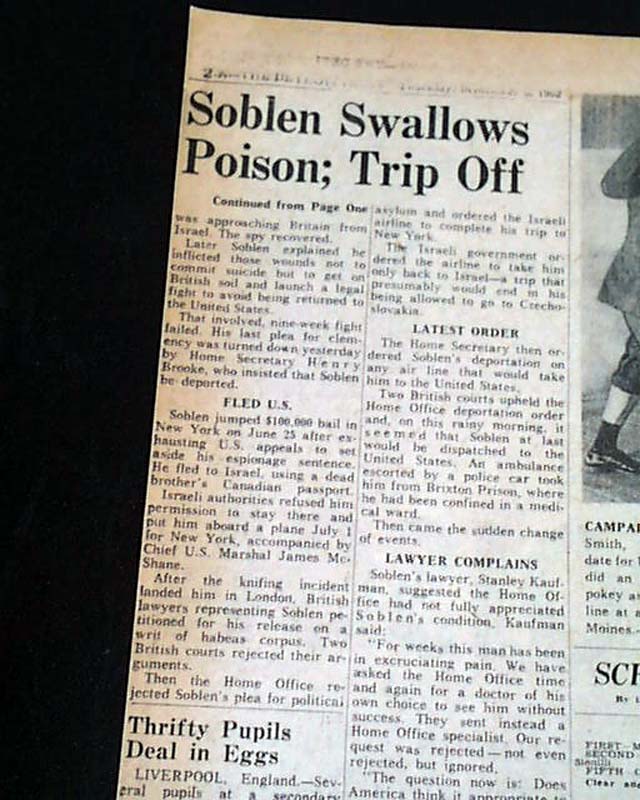 2
THE DETROIT
1962
Soblen Swallows
Poison; Trip Off
Continued from Page One
was approaching Britain from
Israel. The spy recovered.
Later Soblen explained he
inflicted those wounds not to
commit suicide but to get on
British soil and launch a legal
fight to avoid being returned to
the United States.
That involved, nine-week fight
failed. His last plea for clem-
ency was turned down yesterday
by Home Secretary Henry
Brooke, who insisted that Soblen
be deported.
FLED U.S.
Soblen jumped $100,000 bail in
New York on June 25 after ex-
hausting U.S. appeals to set
aside his espionage sentence.
He fled to Israel, using a dead
brother's Canadian passport.
Israeli authorities refused him
permission to stay there and
put him aboard a plane July 1
for New York, accompanied by
Chief U.S. Marshal James Mc-
Shane.
After the knifing incident
landed him in London, British
lawyers representing Soblen pe-
titioned for his release on a
writ of habeas corpus. Two
British courts rejected their ar-
guments.
Then the Home Office re-
jected Soblen's plea for political
asylum and ordered the Israeli
airline to complete his trip to
New York.
The Israeli government or-
dered the airline to take him
only back to Israel—a trip that
presumably would end in his
being allowed to go to Czecho-
slovakia.
LATEST ORDER
The Home Secretary then or-
dered Soblen's deportation on
any air line that would take
him to the United States.
Two British courts upheld the
Home Office deportation order
and, on this rainy morning, it
seemed that Soblen at last
would be dispatched to the
United States. An ambulance
escorted by a police car took
him from Brixton Prison, where
he had been confined in a medi-
cal ward.
Then came the sudden change
of events.
LAWYER COMPLAINS
Soblen's lawyer, Stanley Kauf-
man, suggested the Home Of-
fice had not fully appreciated
Soblen's condition. Kaufman
said:
"For weeks this man has been
in excruciating pain. We have
asked the Home Office time
and again for a doctor of his
own choice to see him without
success. They sent instead a
Home Office specialist. Our re-
quest was rejected—not even
rejected, but ignored.
"The question now is: Does
America think it appropriate
Thrifty Pupils
Deal in Eggs
LIVERPOOL, England.—Sev-
eral pupils at a secondary
CAMPAI
Smith,
date for
did an
pokey as
line at a
Moines.
SCH
By
FIRST—M
SECOND
FIFTH
Clear an